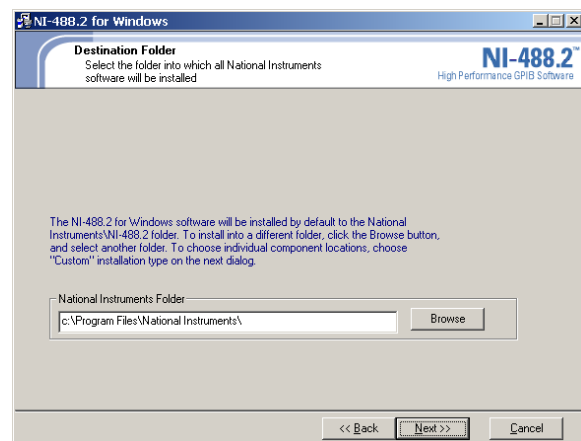 NI-488.2 for Windows
Destination Folder
Select the folder into which all National Instruments
software will be installed
NI-488.2™
High Performance GPIB Software
The NI-488.2 for Windows software will be installed by default to the National
Instruments\NI-488.2 folder. To install into a different folder, click the Browse button,
and select another folder. To choose individual component locations, choose
"Custom" installation type on the next dialog.
National Instruments Folder
c:\Program Files\National Instruments\
Browse
<< Back
Next >>
Cancel